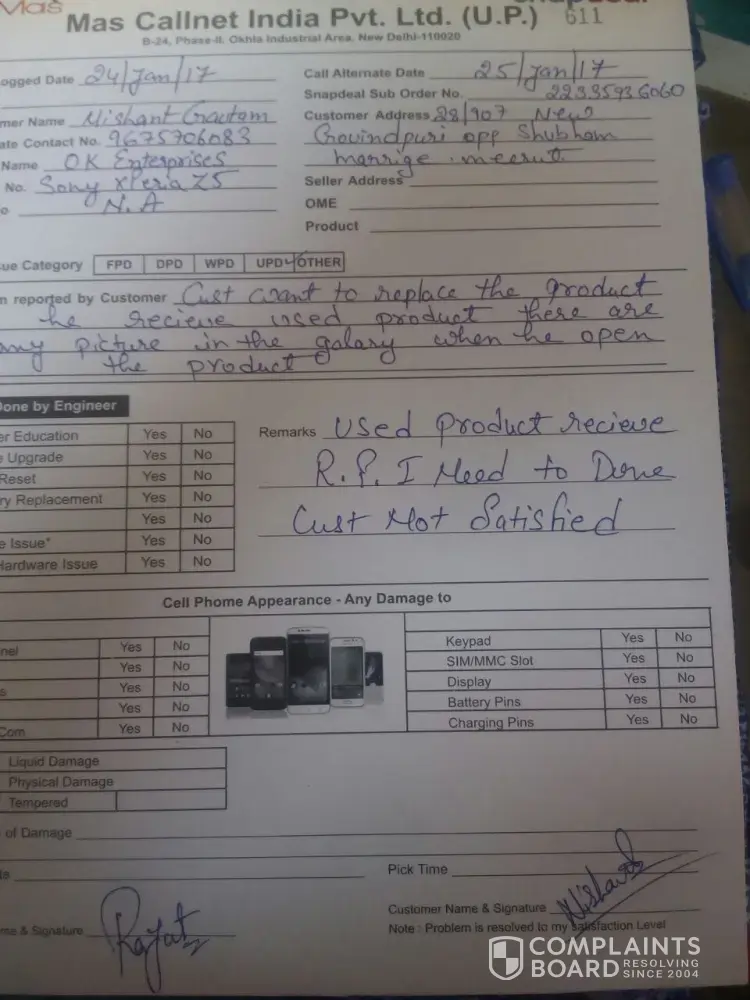 Mas
Mas Callnet India Pvt. Ltd. (U.P.) 611
B-24, Phase-II, Okhla Industrial Area, New Delhi-110020
ogged Date 24/Jan/17
Call Alternate Date 25/Jan/17
Snapdeal Sub Order No. 22335936060
mer Name Nishant Gautam
Customer Address 28/907 New
ate Contact No. 9675706083
Govindpuri opp Shubham
Name OK Enterprises
marrige. meerut.
No. Sony xperia Z5
Seller Address
o N.A
OME
Product
ue Category FPD DPD WPD UPD OTHER
n reported by Customer Cust want to replace the product
he recieve used product there are
any picture in the galary when he open
the product
Done by Engineer
er Education Yes No
e Upgrade Yes No
Reset Yes No
ry Replacement Yes No
Yes No
e Issue* Yes No
Hardware Issue Yes No
Remarks Used product recieve
R.P.I Need to Done
Cust Not Satisfied
Cell Phome Appearance - Any Damage to
nel Yes No
Yes No
s Yes No
Yes No
Com Yes No
Keypad Yes No
SIM/MMC Slot Yes No
Display Yes No
Battery Pins Yes No
Charging Pins Yes No
Liquid Damage
Physical Damage
Tempered
of Damage
Pick Time
me & Signature Rajat
Customer Name & Signature Nishant
Note : Problem is resolved to my satisfaction Level
COMPLAINTS
BOARD RESOLVING
SINCE 2004